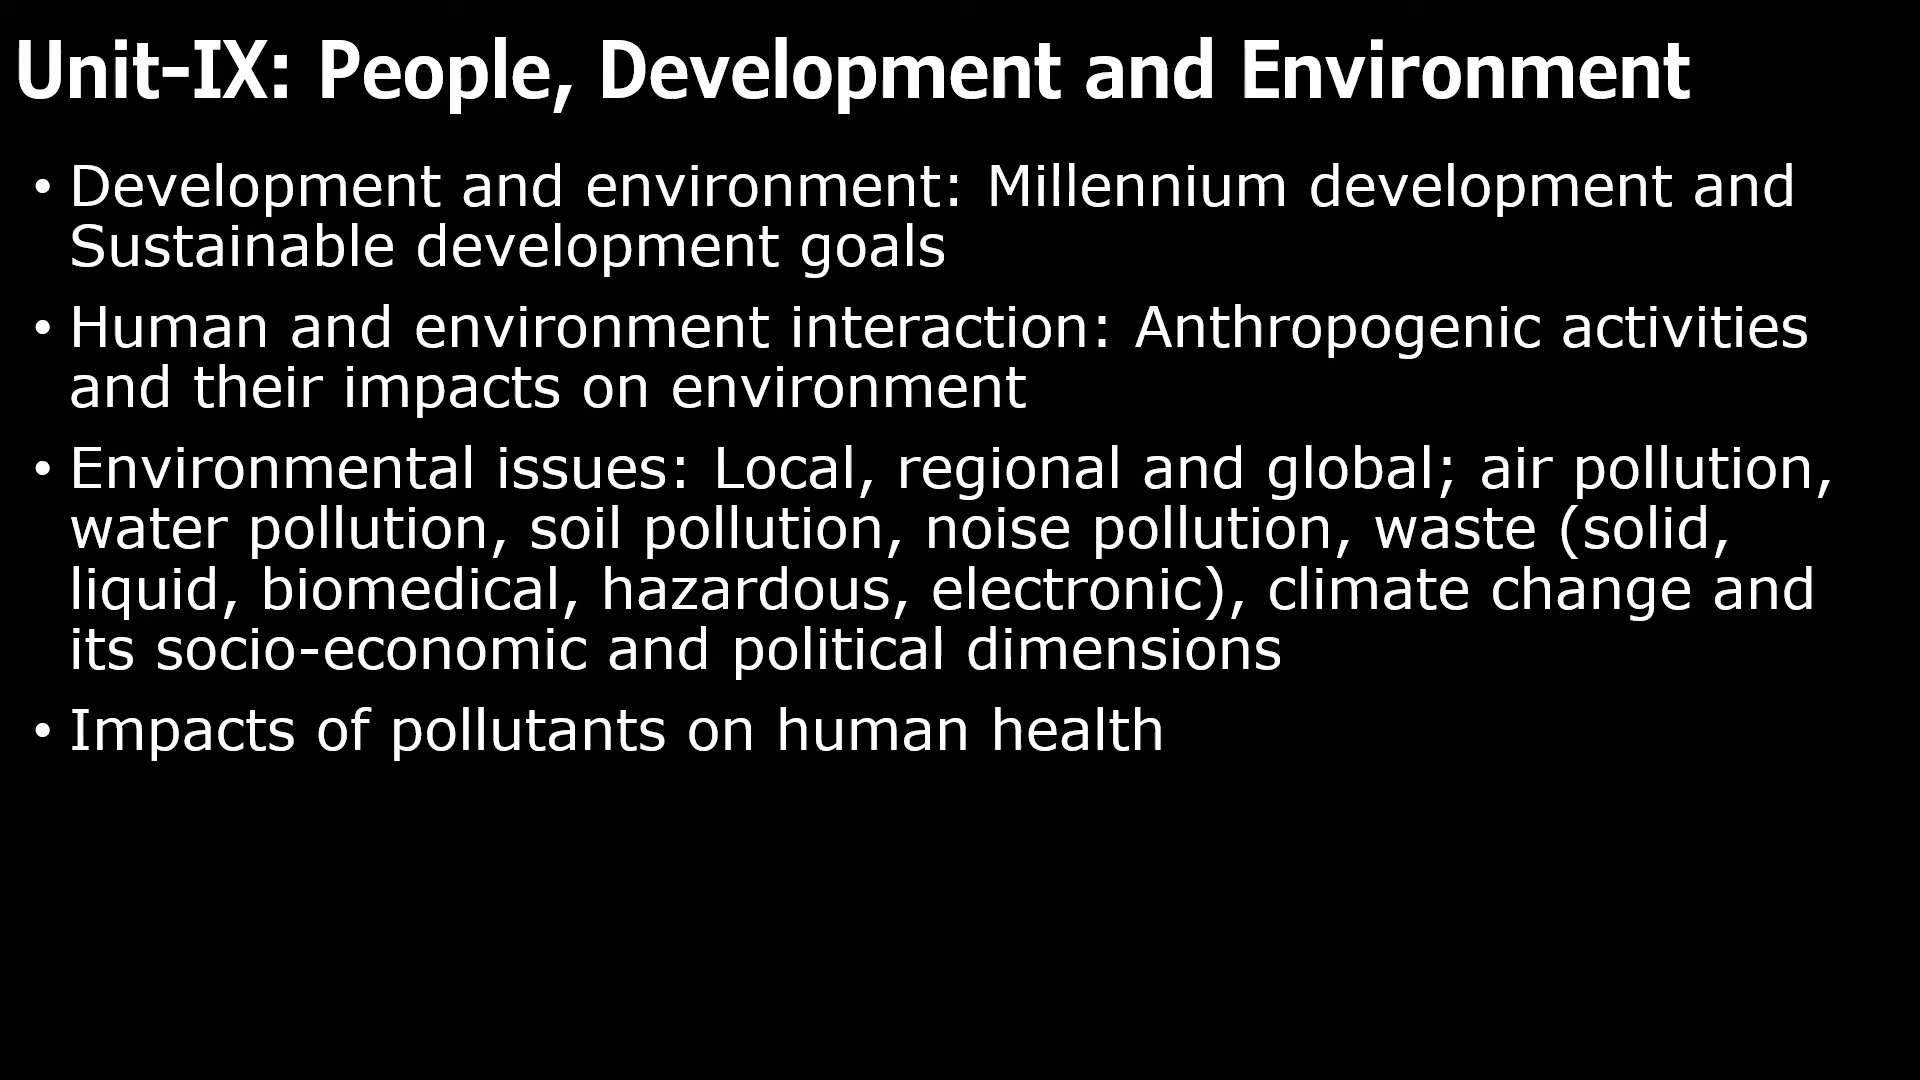 Unit-IX: People, Development and Environment
• Development and environment: Millennium development and
Sustainable development goals
• Human and environment interaction: Anthropogenic activities
and their impacts on environment
• Environmental issues: Local, regional and global; air pollution,
water pollution, soil pollution, noise pollution, waste (solid,
liquid, biomedical, hazardous, electronic), climate change and
its socio-economic and political dimensions
• Impacts of pollutants on human health